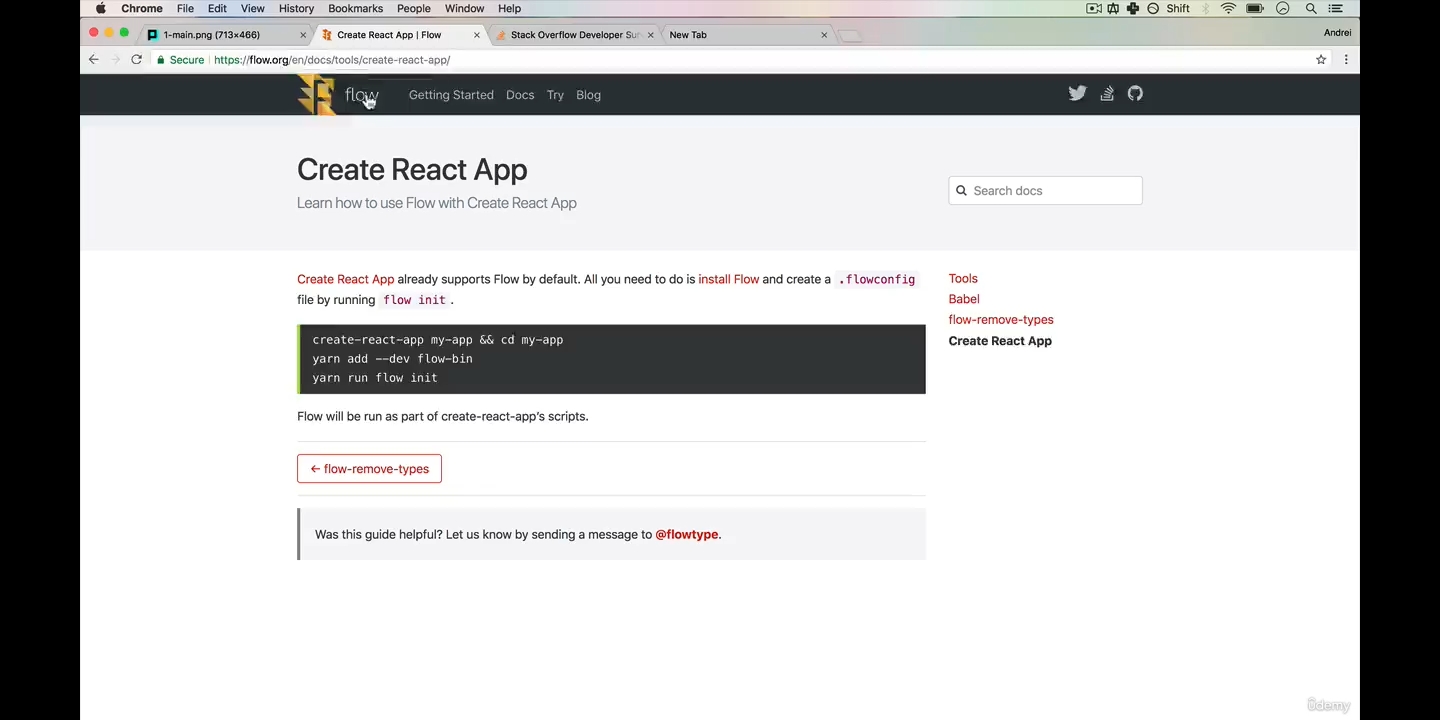 Chrome File Edit View History Bookmarks People Window Help Shift
1-main.png (713×466) Create React App | Flow Stack Overflow Developer Su New Tab Andrei
Secure https://flow.org/en/docs/tools/create-react-app/
flow Getting Started Docs Try Blog
Create React App
Learn how to use Flow with Create React App
Search docs
Create React App already supports Flow by default. All you need to do is install Flow and create a .flowconfig
file by running flow init .
create-react-app my-app && cd my-app
yarn add --dev flow-bin
yarn run flow init
Flow will be run as part of create-react-app’s scripts.
← flow-remove-types
Was this guide helpful? Let us know by sending a message to @flowtype.
Tools
Babel
flow-remove-types
Create React App
ûdemy